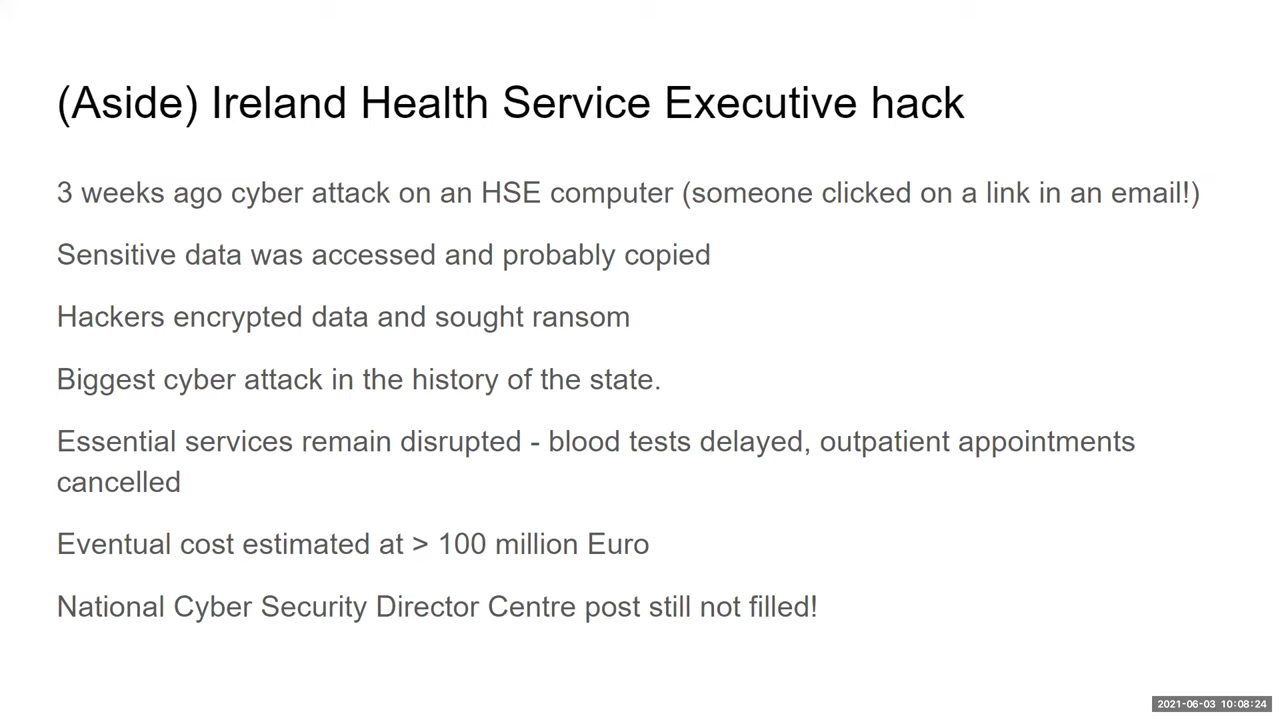 (Aside) Ireland Health Service Executive hack
3 weeks ago cyber attack on an HSE computer (someone clicked on a link in an email!)
Sensitive data was accessed and probably copied
Hackers encrypted data and sought ransom
Biggest cyber attack in the history of the state.
Essential services remain disrupted - blood tests delayed, outpatient appointments
cancelled
Eventual cost estimated at > 100 million Euro
National Cyber Security Director Centre post still not filled!
2021-06-03 10:08:24